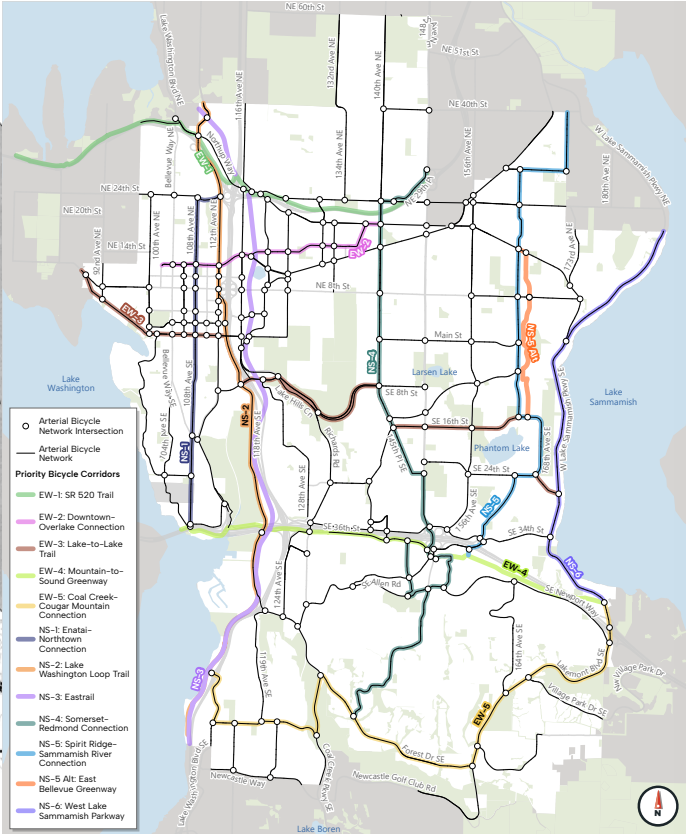 NE 60th St
Lake Washington Blvd NE
116th Ave NE
132nd Ave NE
140th Ave NE
148th Ave NE
NE 51st St
NE 40th St
W Lake Sammamish Pkwy NE
Northup Way
Bellevue Way NE
EW-1
134th Ave NE
156th Ave NE
180th Ave NE
NE 24th St
NE 24th St
NE 20th St
100th Ave NE
108th Ave NE
112th Ave NE
92nd Ave NE
NE 14th St
EW-2
173rd Ave NE
NE 8th St
EW-3
Main St
NS-5 Alt
NS-4
Larsen Lake
Lake
Washington
Bellevue Way SE
108th Ave SE
104th Ave SE
NS-1
NS-2
118th Ave SE
Lake Hills Cn
SE 8th St
Richards Rd
SE 16th St
145th Pl SE
Phantom Lake
168th Ave SE
W Lake Sammamish Pkwy SE
Lake
Sammamish
SE 24th St
128th Ave SE
156th Ave SE
NS-5
SE 36th St
SE 34th St
EW-4
NS-6
SE Newport Way
SE Allen Rd
124th Ave SE
164th Ave SE
119th Ave SE
NS-3
Lakemont Blvd SE
NW Village Park Dr
Village Park Dr SE
EW-5
Forest Dr SE
Coal Creek Pkwy SE
Newcastle Way
Newcastle Golf Club Rd
Lake Washington Blvd SE
Lake Boren
N
Arterial Bicycle
Network Intersection
Arterial Bicycle
Network
Priority Bicycle Corridors
EW-1: SR 520 Trail
EW-2: Downtown-
Overlake Connection
EW-3: Lake-to-Lake
Trail
EW-4: Mountain-to-
Sound Greenway
EW-5: Coal Creek-
Cougar Mountain
Connection
NS-1: Enatai-
Northtown
Connection
NS-2: Lake
Washington Loop Trail
NS-3: Eastrail
NS-4: Somerset-
Redmond Connection
NS-5: Spirit Ridge-
Sammamish River
Connection
NS-5 Alt: East
Bellevue Greenway
NS-6: West Lake
Sammamish Parkway